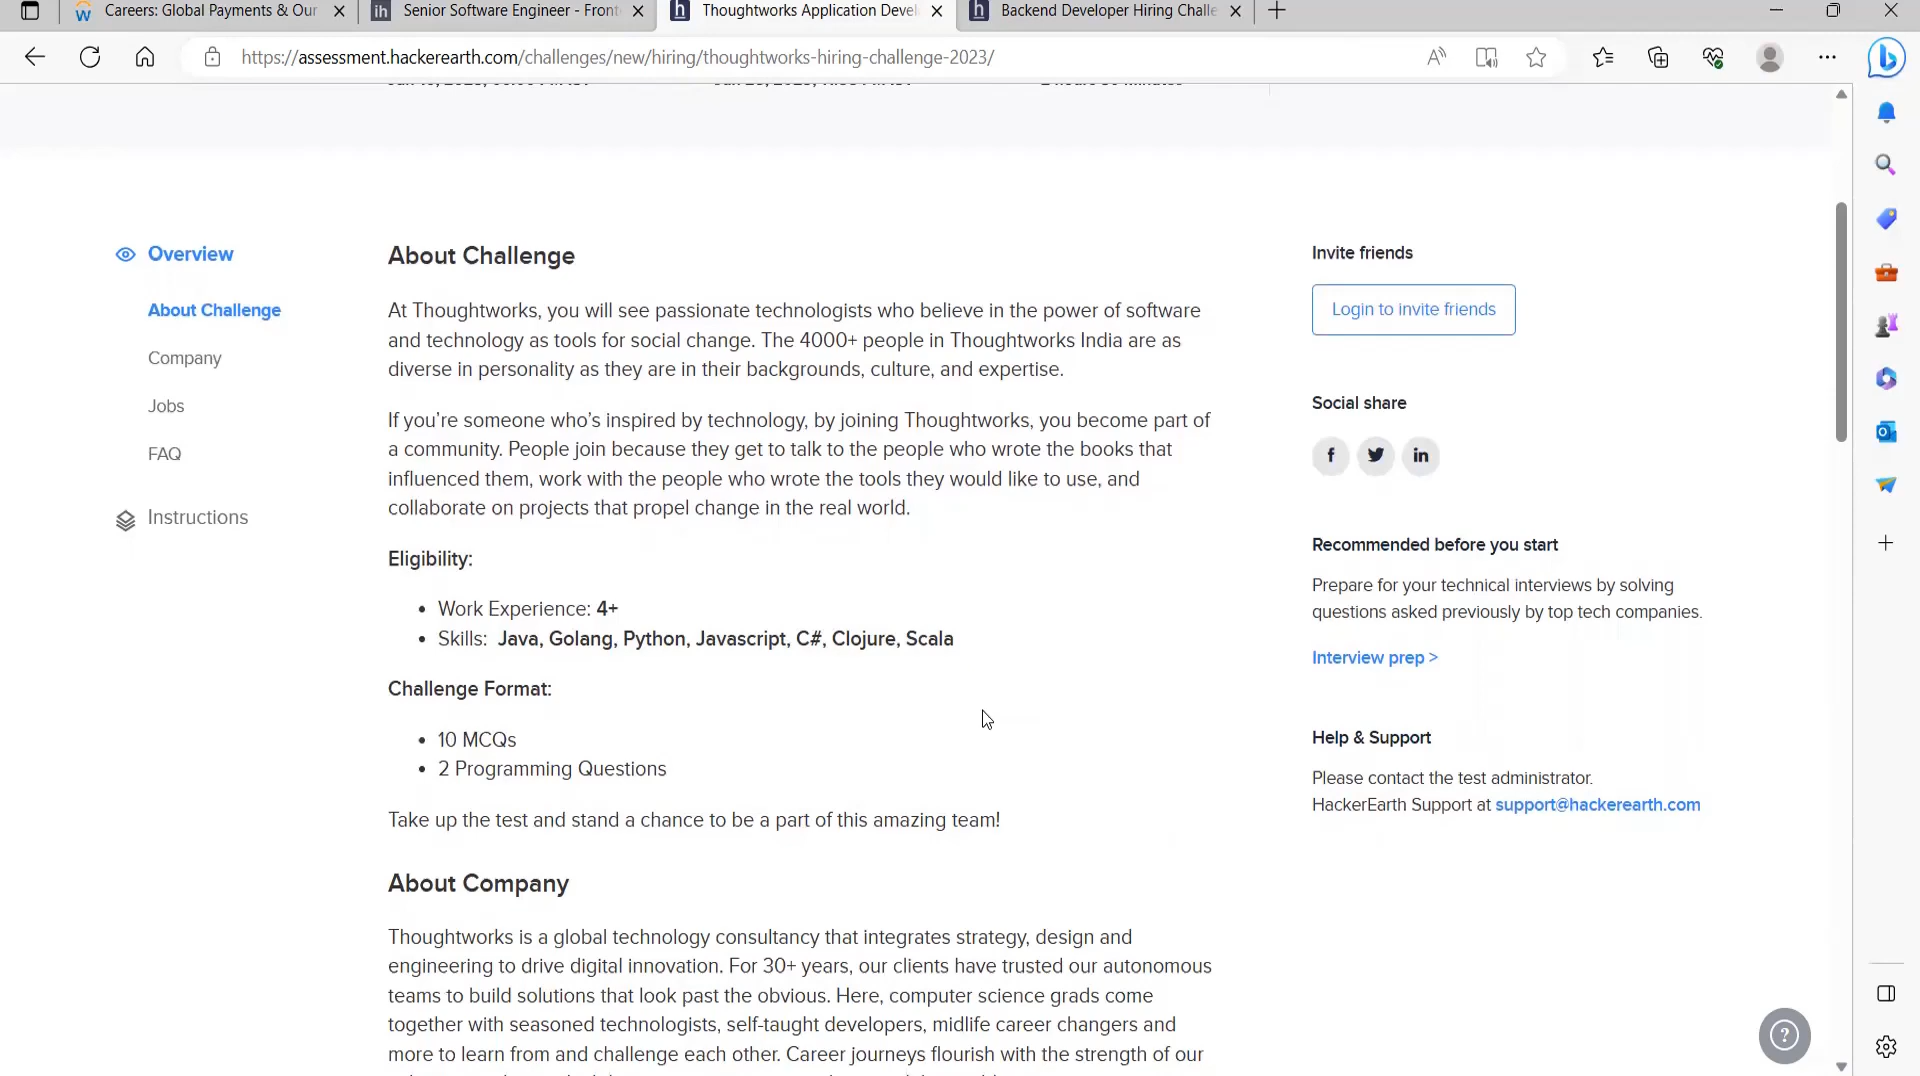 Careers: Global Payments & Our
Senior Software Engineer - Front
Thoughtworks Application Devel
Backend Developer Hiring Challe
https://assessment.hackerearth.com/challenges/new/hiring/thoughtworks-hiring-challenge-2023/
Overview
About Challenge
Company
Jobs
FAQ
Instructions
About Challenge
At Thoughtworks, you will see passionate technologists who believe in the power of software
and technology as tools for social change. The 4000+ people in Thoughtworks India are as
diverse in personality as they are in their backgrounds, culture, and expertise.
If you’re someone who’s inspired by technology, by joining Thoughtworks, you become part of
a community. People join because they get to talk to the people who wrote the books that
influenced them, work with the people who wrote the tools they would like to use, and
collaborate on projects that propel change in the real world.
Eligibility:
• Work Experience: 4+
• Skills: Java, Golang, Python, Javascript, C#, Clojure, Scala
Challenge Format:
• 10 MCQs
• 2 Programming Questions
Take up the test and stand a chance to be a part of this amazing team!
About Company
Thoughtworks is a global technology consultancy that integrates strategy, design and
engineering to drive digital innovation. For 30+ years, our clients have trusted our autonomous
teams to build solutions that look past the obvious. Here, computer science grads come
together with seasoned technologists, self-taught developers, midlife career changers and
more to learn from and challenge each other. Career journeys flourish with the strength of our
Invite friends
Login to invite friends
Social share
Recommended before you start
Prepare for your technical interviews by solving
questions asked previously by top tech companies.
Interview prep >
Help & Support
Please contact the test administrator.
HackerEarth Support at support@hackerearth.com